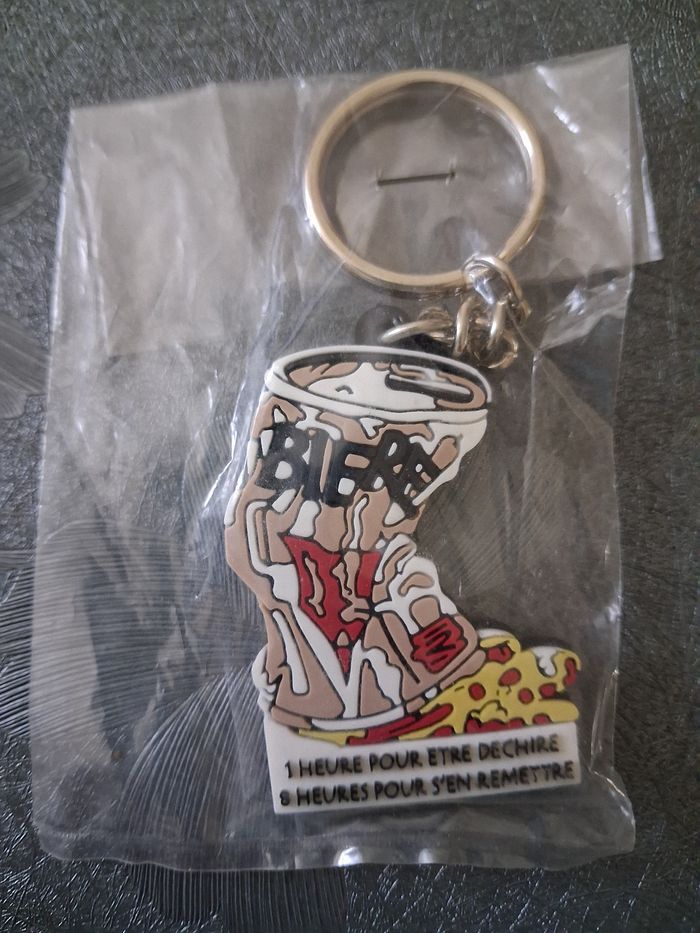 BIERE
1 HEURE POUR ETRE DECHIRE
8 HEURES POUR S'EN REMETTRE